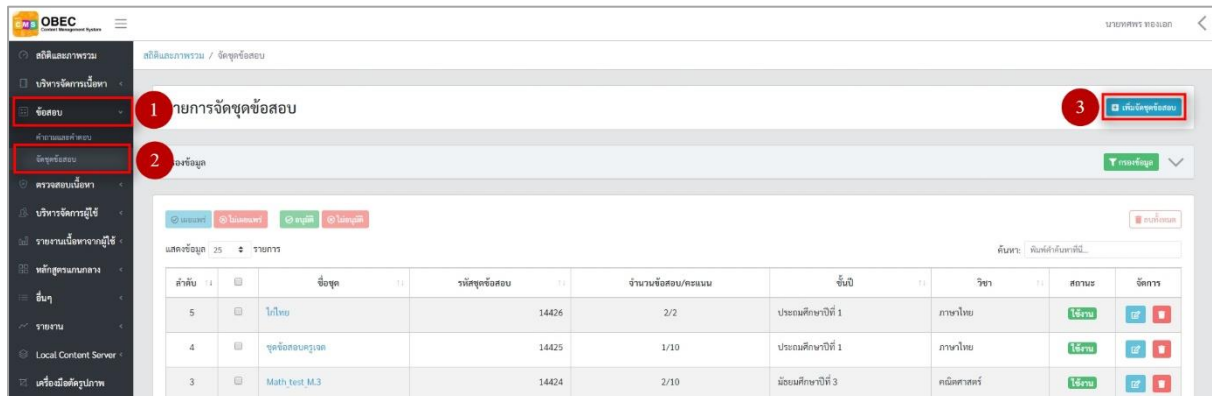 CMS OBEC
Content Management System
นายทศพร ทองเอก
สถิติและภาพรวม
สถิติและภาพรวม / จัดชุดข้อสอบ
บริหารจัดการเนื้อหา
ข้อสอบ
1
รายการจัดชุดข้อสอบ
3
เพิ่มจัดชุดข้อสอบ
คำถามและคำตอบ
จัดชุดข้อสอบ
2
กรองข้อมูล
กรองข้อมูล
ตรวจสอบเนื้อหา
บริหารจัดการผู้ใช้
เผยแพร่ ไม่เผยแพร่ อนุมัติ ไม่อนุมัติ
ลบทั้งหมด
รายงานเนื้อหาจากผู้ใช้
แสดงข้อมูล 25 รายการ
ค้นหา: พิมพ์คำค้นหาที่นี่...
หลักสูตรแกนกลาง
อื่นๆ
รายงาน
Local Content Server
เครื่องมือตัดรูปภาพ
ลำดับ ชื่อชุด รหัสชุดข้อสอบ จำนวนข้อสอบ/คะแนน ชั้นปี วิชา สถานะ จัดการ
5 ไกไทย 14426 2/2 ประถมศึกษาปีที่ 1 ภาษาไทย ใช้งาน
4 ชุดข้อสอบครูเจต 14425 1/10 ประถมศึกษาปีที่ 1 ภาษาไทย ใช้งาน
3 Math test M.3 14424 2/10 มัธยมศึกษาปีที่ 3 คณิตศาสตร์ ใช้งาน